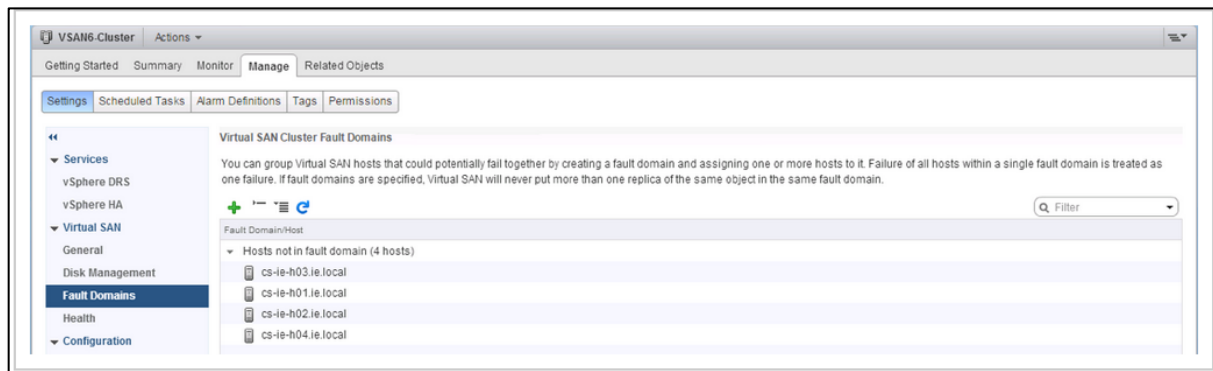 VSAN6-Cluster Actions
Getting Started Summary Monitor Manage Related Objects
Settings Scheduled Tasks Alarm Definitions Tags Permissions
Services
vSphere DRS
vSphere HA
Virtual SAN
General
Disk Management
Fault Domains
Health
Configuration
Virtual SAN Cluster Fault Domains
You can group Virtual SAN hosts that could potentially fail together by creating a fault domain and assigning one or more hosts to it. Failure of all hosts within a single fault domain is treated as
one failure. If fault domains are specified, Virtual SAN will never put more than one replica of the same object in the same fault domain.
Filter
Fault Domain/Host
Hosts not in fault domain (4 hosts)
cs-ie-h03.ie.local
cs-ie-h01.ie.local
cs-ie-h02.ie.local
cs-ie-h04.ie.local